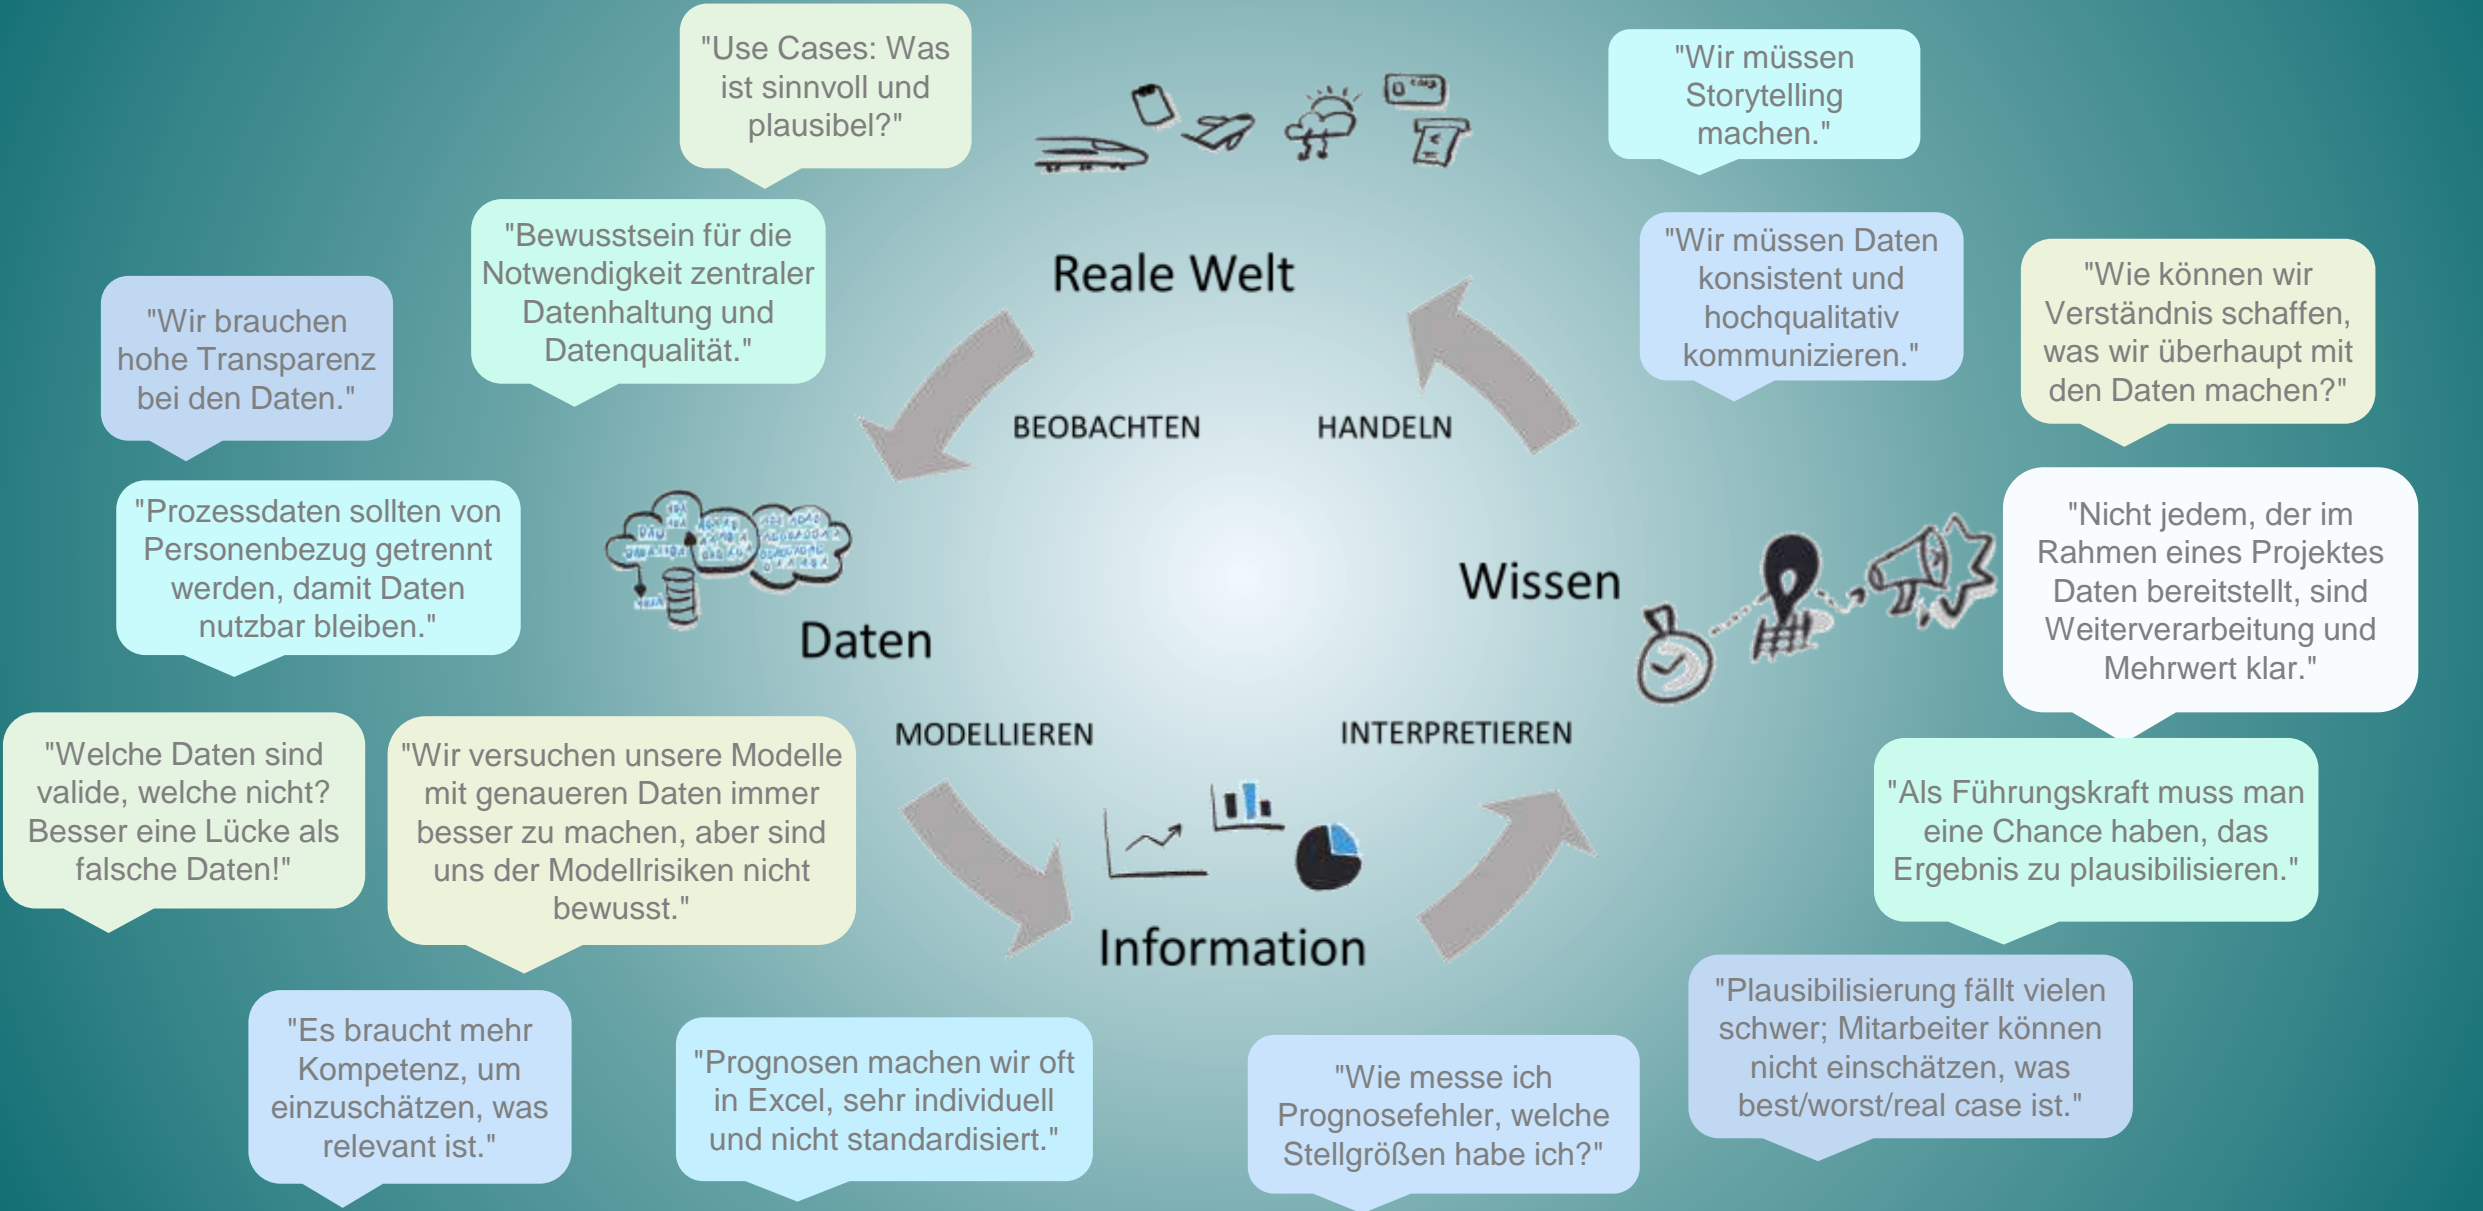 "Use Cases: Was
ist sinnvoll und
plausibel?"
"Wir müssen
Storytelling
machen."
"Bewusstsein für die
Notwendigkeit zentraler
Datenhaltung und
Datenqualität."
Reale Welt
"Wir müssen Daten
konsistent und
hochqualitativ
kommunizieren."
"Wie können wir
Verständnis schaffen,
was wir überhaupt mit
den Daten machen?"
"Wir brauchen
hohe Transparenz
bei den Daten."
BEOBACHTEN
HANDELN
"Prozessdaten sollten von
Personenbezug getrennt
werden, damit Daten
nutzbar bleiben."
Daten
Wissen
"Nicht jedem, der im
Rahmen eines Projektes
Daten bereitstellt, sind
Weiterverarbeitung und
Mehrwert klar."
"Welche Daten sind
valide, welche nicht?
Besser eine Lücke als
falsche Daten!"
"Wir versuchen unsere Modelle
mit genaueren Daten immer
besser zu machen, aber sind
uns der Modellrisiken nicht
bewusst."
MODELLIEREN
INTERPRETIEREN
"Als Führungskraft muss man
eine Chance haben, das
Ergebnis zu plausibilisieren."
Information
"Es braucht mehr
Kompetenz, um
einzuschätzen, was
relevant ist."
"Prognosen machen wir oft
in Excel, sehr individuell
und nicht standardisiert."
"Wie messe ich
Prognosefehler, welche
Stellgrößen habe ich?"
"Plausibilisierung fällt vielen
schwer; Mitarbeiter können
nicht einschätzen, was
best/worst/real case ist."